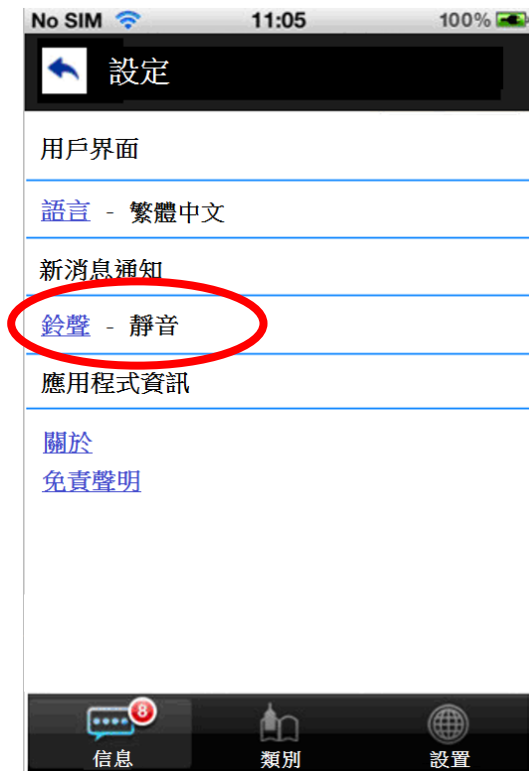 No SIM 11:05 100%
設定
用戶界面
語言 - 繁體中文
新消息通知
鈴聲 - 靜音
應用程式資訊
關於
免責聲明
8
信息 類別 設置